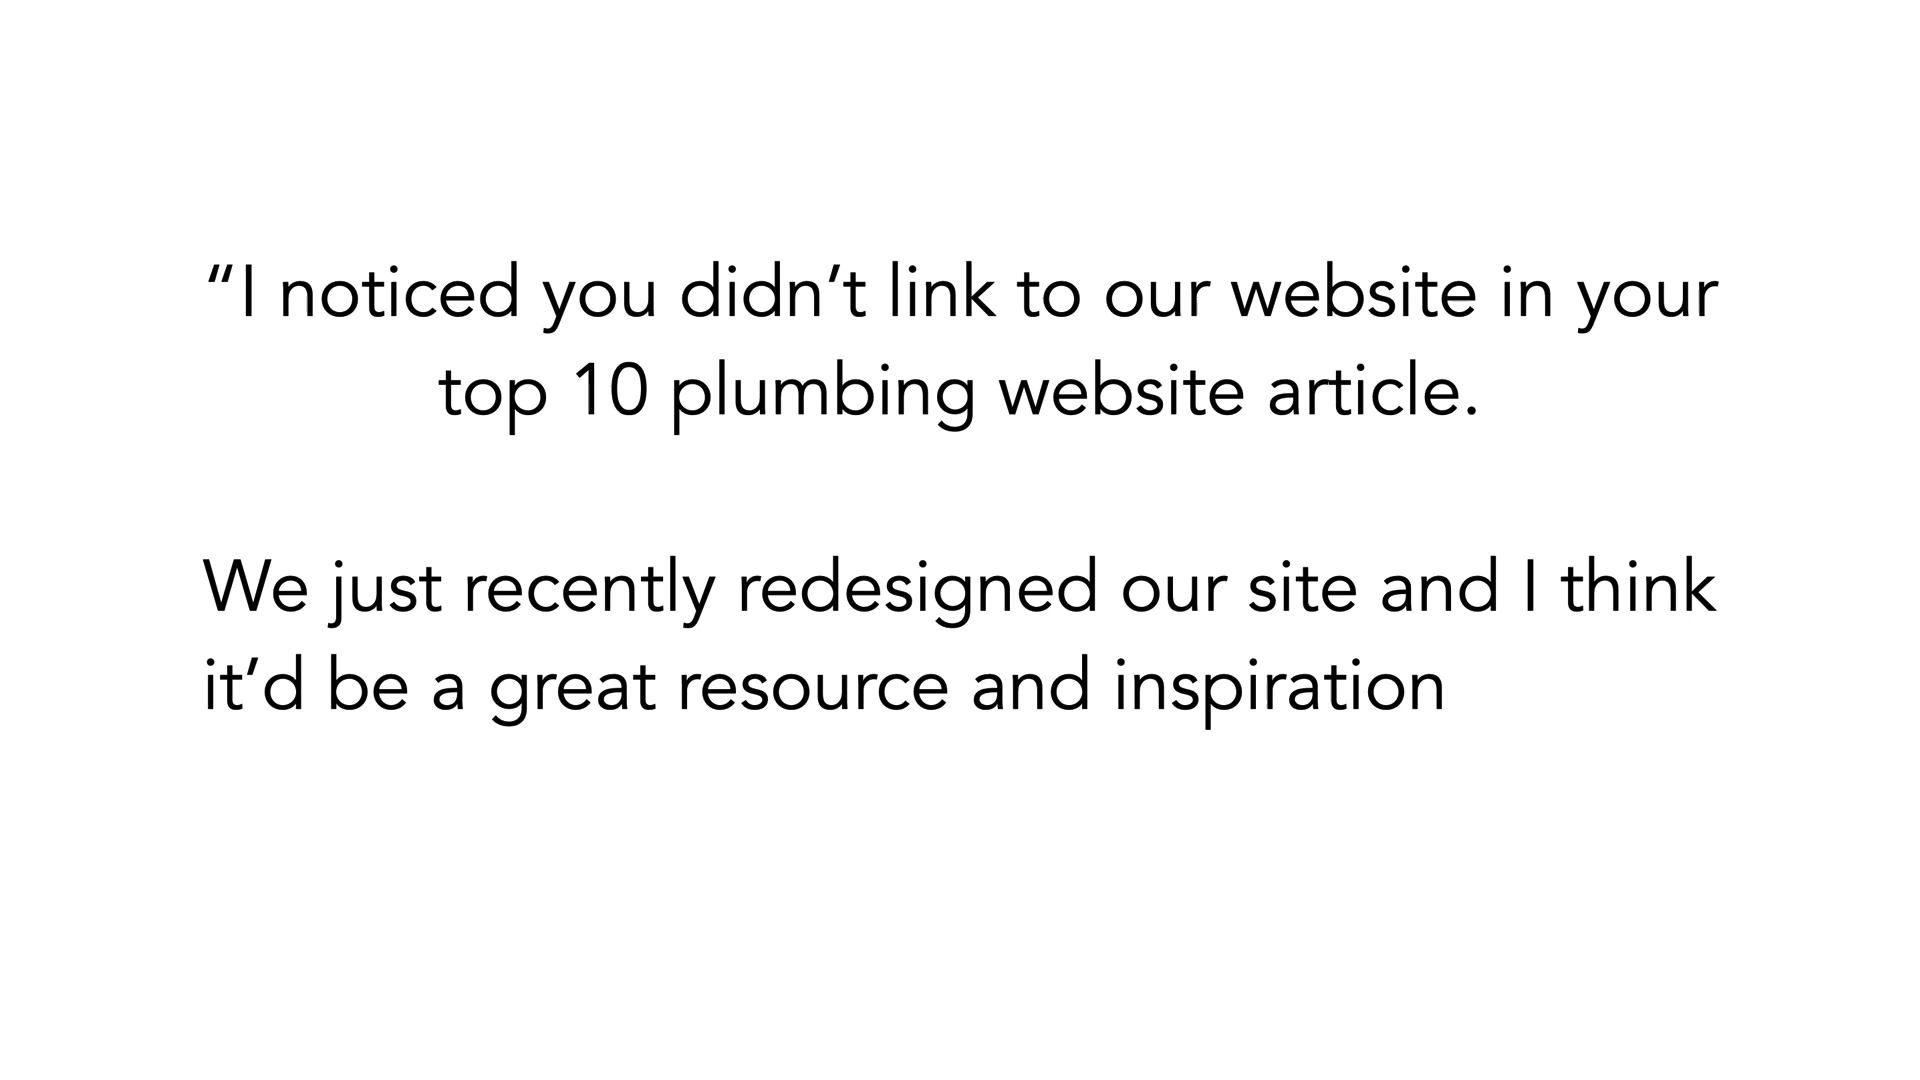 “I noticed you didn’t link to our website in your
top 10 plumbing website article.
We just recently redesigned our site and I think
it’d be a great resource and inspiration